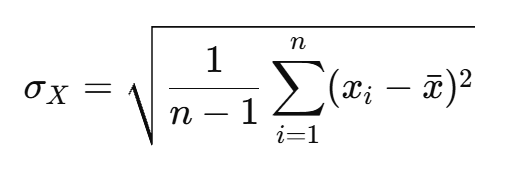 σ_X = √(1/(n − 1) ∑_{i=1}^{n} (x_i − x̄)²)